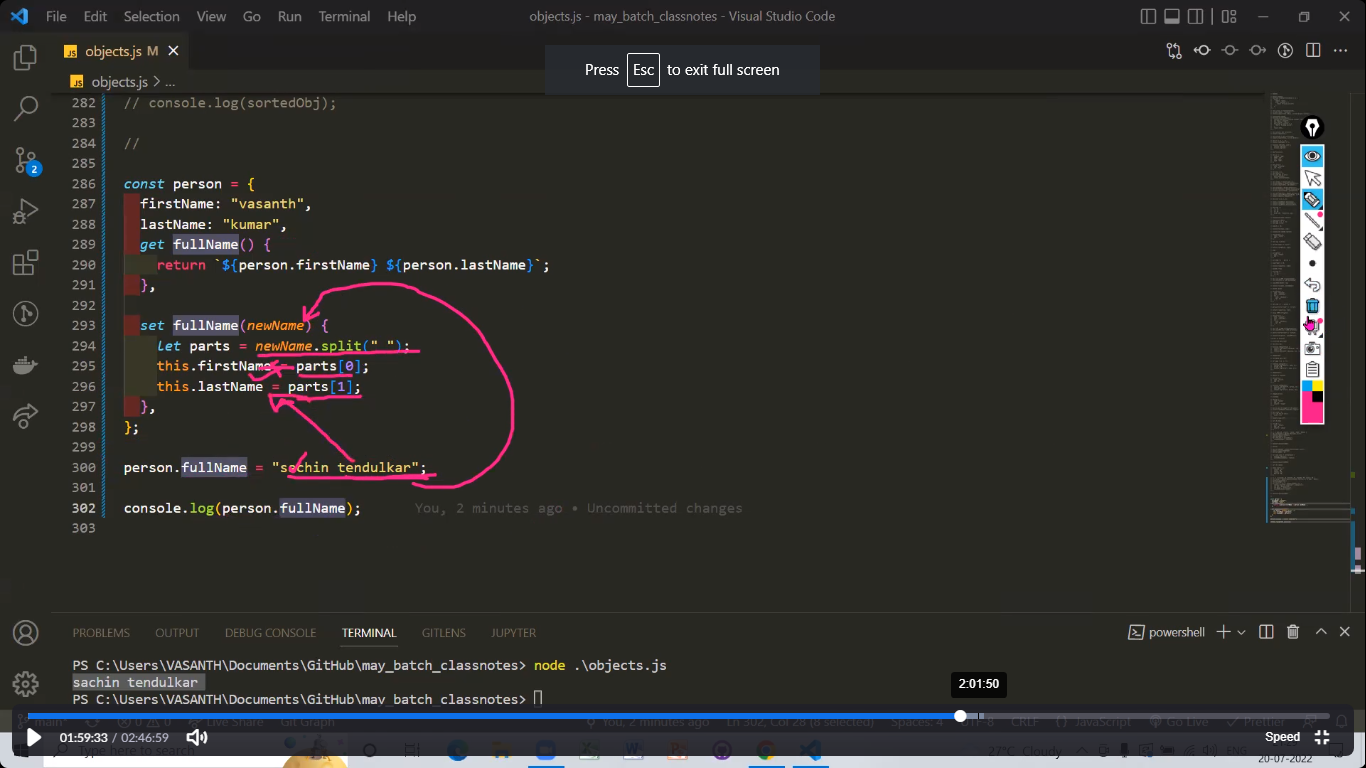 File Edit Selection View Go Run Terminal Help objects.js - may_batch_classnotes - Visual Studio Code
JS objects.js M
Press Esc to exit full screen
JS objects.js > ...
282 // console.log(sortedObj);
283
284 //
285
286 const person = {
287 firstName: "vasanth",
288 lastName: "kumar",
289 get fullName() {
290 return `${person.firstName} ${person.lastName}`;
291 },
292
293 set fullName(newName) {
294 let parts = newName.split(" ");
295 this.firstName = parts[0];
296 this.lastName = parts[1];
297 },
298 };
299
300 person.fullName = "sachin tendulkar";
301
302 console.log(person.fullName); You, 2 minutes ago • Uncommitted changes
303
2
PROBLEMS OUTPUT DEBUG CONSOLE TERMINAL GITLENS JUPYTER
powershell
PS C:\Users\VASANTH\Documents\GitHub\may_batch_classnotes> node .\objects.js
sachin tendulkar
PS C:\Users\VASANTH\Documents\GitHub\may_batch_classnotes>
2:01:50
main* 0 0 Live Share Git Graph You, 2 minutes ago Ln 302, Col 28 (8 selected) Spaces: 4 UTF-8 CRLF JavaScript Go Live Prettier
01:59:33 / 02:46:59 Speed
Type here to search 27°C Cloudy ENG
20-07-2022